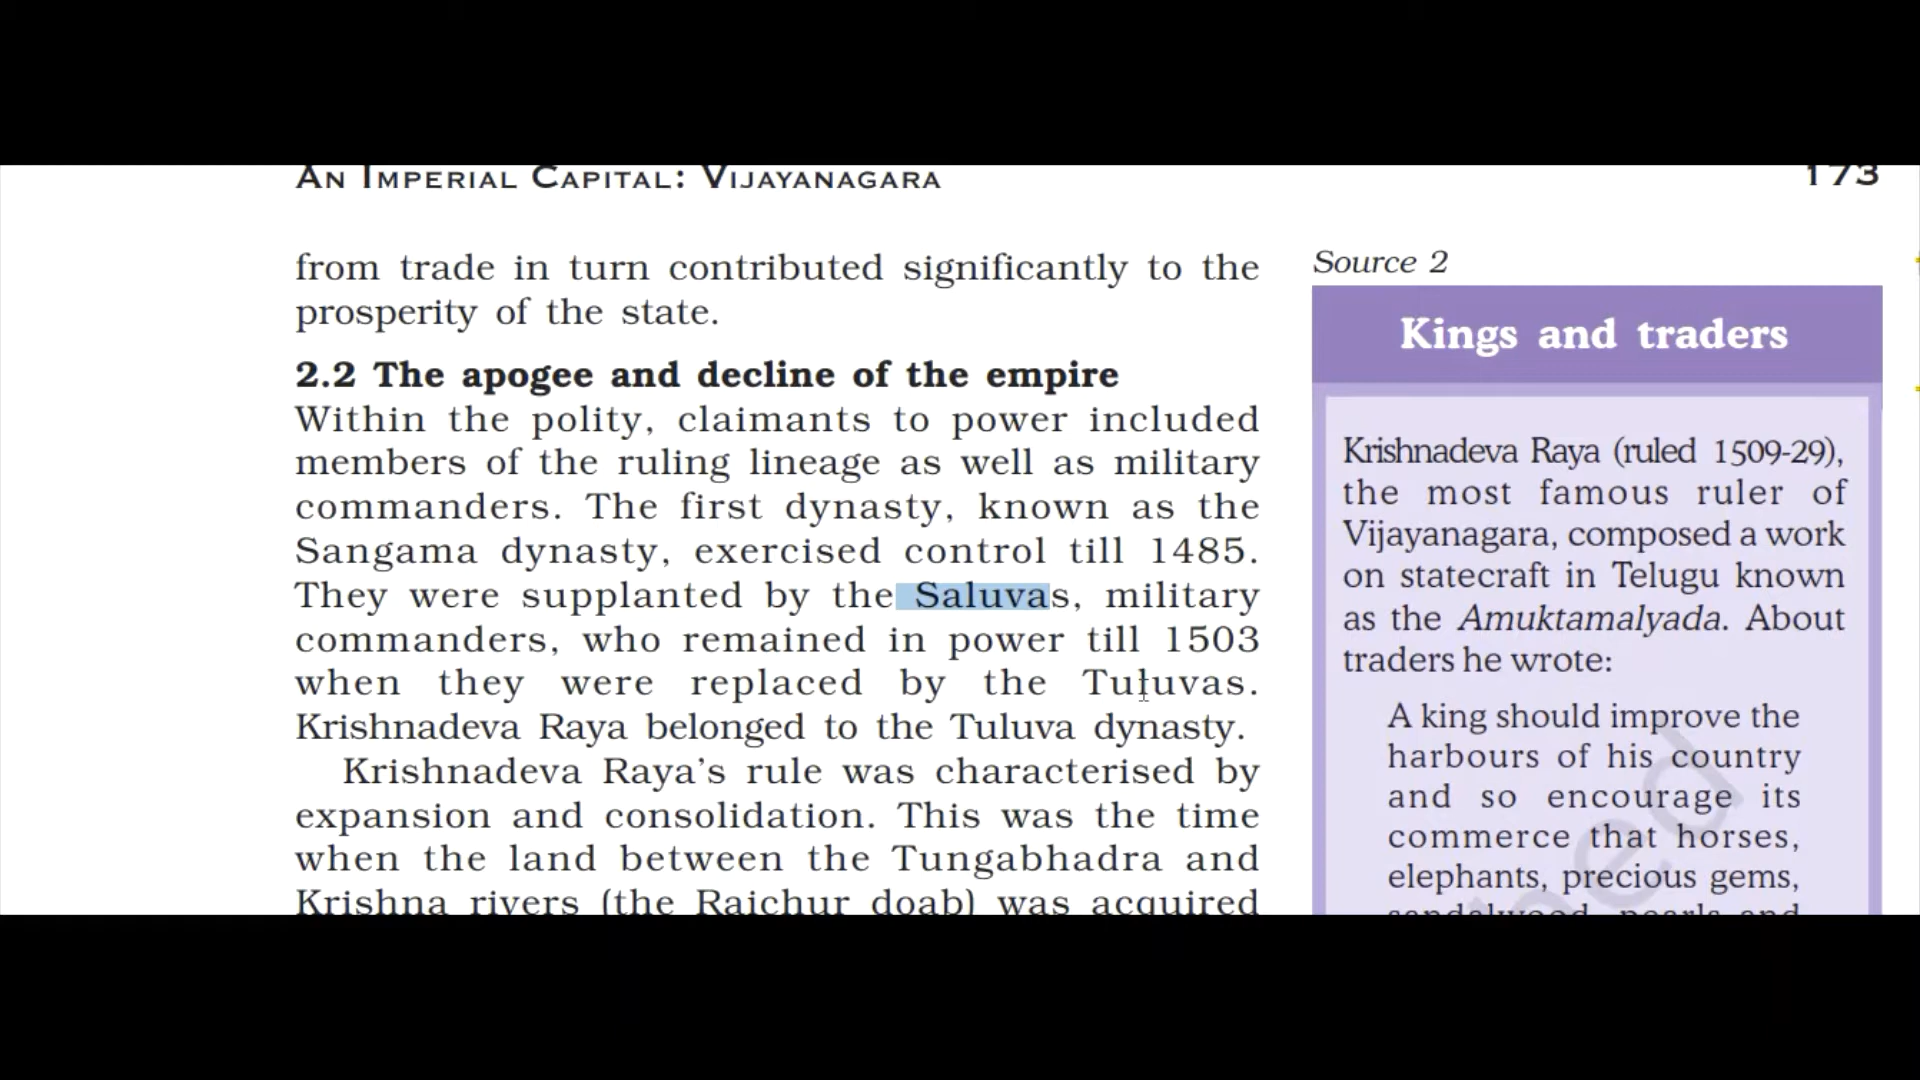 AN IMPERIAL CAPITAL: VIJAYANAGARA
173
from trade in turn contributed significantly to the
prosperity of the state.
2.2 The apogee and decline of the empire
Within the polity, claimants to power included
members of the ruling lineage as well as military
commanders. The first dynasty, known as the
Sangama dynasty, exercised control till 1485.
They were supplanted by the Saluvas, military
commanders, who remained in power till 1503
when they were replaced by the Tuluvas.
Krishnadeva Raya belonged to the Tuluva dynasty.
Krishnadeva Raya’s rule was characterised by
expansion and consolidation. This was the time
when the land between the Tungabhadra and
Krishna rivers (the Raichur doab) was acquired
Source 2
Kings and traders
Krishnadeva Raya (ruled 1509-29),
the most famous ruler of
Vijayanagara, composed a work
on statecraft in Telugu known
as the Amuktamalyada. About
traders he wrote:
A king should improve the
harbours of his country
and so encourage its
commerce that horses,
elephants, precious gems,
sandalwood, pearls and